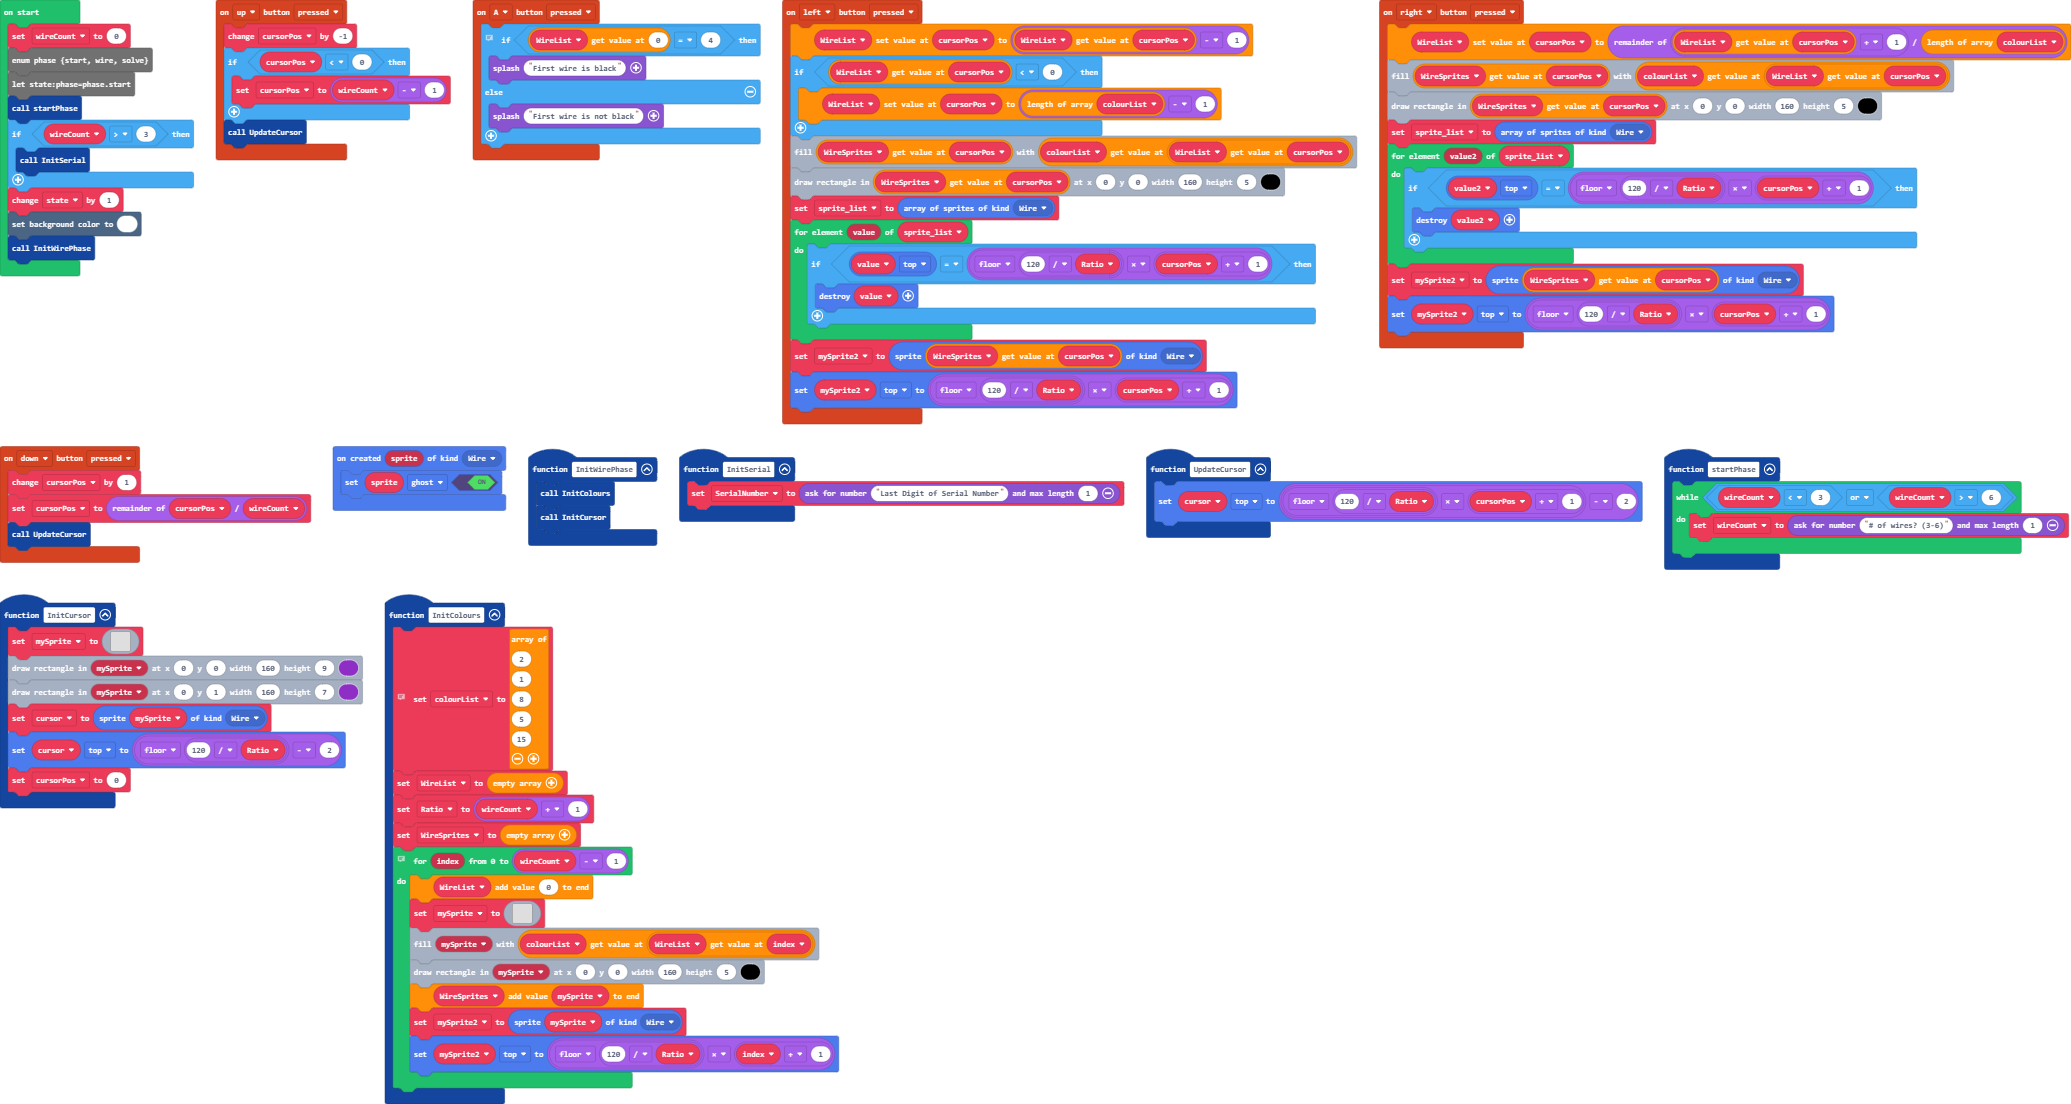 on start
set wireCount to 0
enum phase {start, wire, solve}
let state:phase=phase.start
call startPhase
if wireCount > 3 then
call InitSerial
change state by 1
set background color to
call InitWirePhase
on up button pressed
change cursorPos by -1
if cursorPos < 0 then
set cursorPos to wireCount - 1
call UpdateCursor
on A button pressed
if WireList get value at 0 = 4 then
splash "First wire is black"
else
splash "First wire is not black"
on left button pressed
WireList set value at cursorPos to WireList get value at cursorPos - 1
if WireList get value at cursorPos < 0 then
WireList set value at cursorPos to length of array colourList - 1
fill WireSprites get value at cursorPos with colourList get value at WireList get value at cursorPos
draw rectangle in WireSprites get value at cursorPos at x 0 y 0 width 160 height 5
set sprite_list to array of sprites of kind Wire
for element value of sprite_list
do
if value top = floor 120 / Ratio × cursorPos + 1 then
destroy value
set mySprite2 to sprite WireSprites get value at cursorPos of kind Wire
set mySprite2 top to floor 120 / Ratio × cursorPos + 1
on right button pressed
WireList set value at cursorPos to remainder of WireList get value at cursorPos + 1 / length of array colourList
fill WireSprites get value at cursorPos with colourList get value at WireList get value at cursorPos
draw rectangle in WireSprites get value at cursorPos at x 0 y 0 width 160 height 5
set sprite_list to array of sprites of kind Wire
for element value2 of sprite_list
do
if value2 top = floor 120 / Ratio × cursorPos + 1 then
destroy value2
set mySprite2 to sprite WireSprites get value at cursorPos of kind Wire
set mySprite2 top to floor 120 / Ratio × cursorPos + 1
on down button pressed
change cursorPos by 1
set cursorPos to remainder of cursorPos / wireCount
call UpdateCursor
on created sprite of kind Wire
set sprite ghost ON
function InitWirePhase
call InitColours
call InitCursor
function InitSerial
set SerialNumber to ask for number "Last Digit of Serial Number" and max length 1
function UpdateCursor
set cursor top to floor 120 / Ratio × cursorPos + 1 - 2
function startPhase
while wireCount < 3 or wireCount > 6
do
set wireCount to ask for number "# of wires? (3-6)" and max length 1
function InitCursor
set mySprite to
draw rectangle in mySprite at x 0 y 0 width 160 height 9
draw rectangle in mySprite at x 0 y 1 width 160 height 7
set cursor to sprite mySprite of kind Wire
set cursor top to floor 120 / Ratio - 2
set cursorPos to 0
function InitColours
set colourList to array of
2
1
8
5
15
set WireList to empty array
set Ratio to wireCount + 1
set WireSprites to empty array
for index from 0 to wireCount - 1
do
WireList add value 0 to end
set mySprite to
fill mySprite with colourList get value at WireList get value at index
draw rectangle in mySprite at x 0 y 0 width 160 height 5
WireSprites add value mySprite to end
set mySprite2 to sprite mySprite of kind Wire
set mySprite2 top to floor 120 / Ratio × index + 1